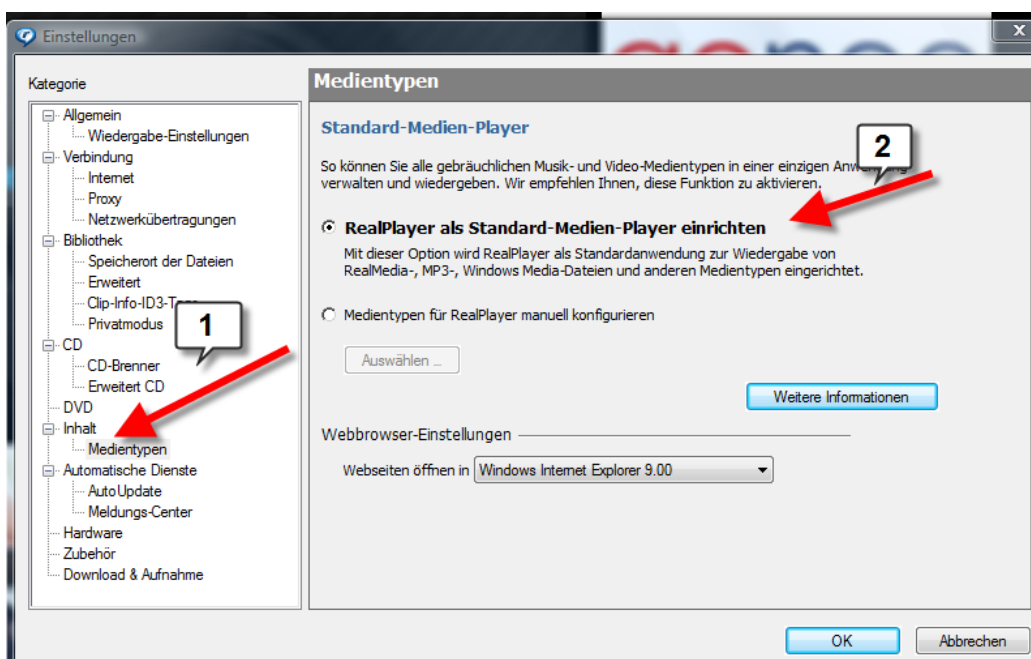 Einstellungen
X
Kategorie
Allgemein
Wiedergabe-Einstellungen
Verbindung
Internet
Proxy
Netzwerkübertragungen
Bibliothek
Speicherort der Dateien
Erweitert
Clip-Info-ID3-
Privatmodus
1
CD
CD-Brenner
Erweitert CD
DVD
Inhalt
Medientypen
Automatische Dienste
AutoUpdate
Meldungs-Center
Hardware
Zubehör
Download & Aufnahme
Medientypen
Standard-Medien-Player
2
So können Sie alle gebräuchlichen Musik- und Video-Medientypen in einer einzigen
verwalten und wiedergeben. Wir empfehlen Ihnen, diese Funktion zu aktivieren.
RealPlayer als Standard-Medien-Player einrichten
Mit dieser Option wird RealPlayer als Standardanwendung zur Wiedergabe von
RealMedia-, MP3-, Windows Media-Dateien und anderen Medientypen eingerichtet.
Medientypen für RealPlayer manuell konfigurieren
Auswählen ...
Weitere Informationen
Webbrowser-Einstellungen
Webseiten öffnen in Windows Internet Explorer 9.00
OK
Abbrechen